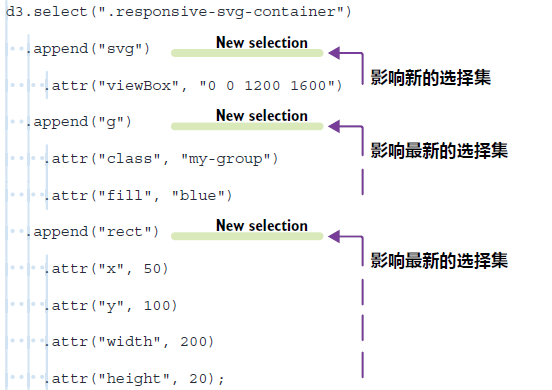 d3.select(".responsive-svg-container")
.append("svg") New selection
影响新的选择集
.attr("viewBox", "0 0 1200 1600")
.append("g") New selection
影响最新的选择集
.attr("class", "my-group")
.attr("fill", "blue")
.append("rect") New selection
影响最新的选择集
.attr("x", 50)
.attr("y", 100)
.attr("width", 200)
.attr("height", 20);